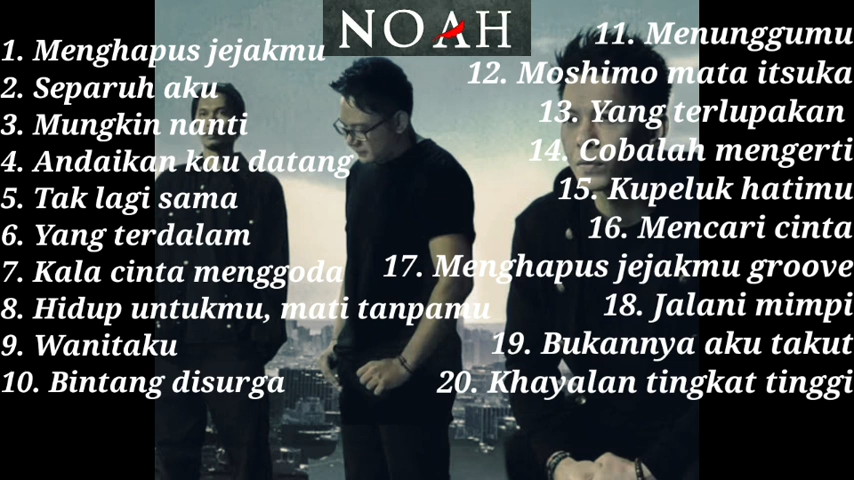 NOAH
1. Menghapus jejakmu
2. Separuh aku
3. Mungkin nanti
4. Andaikan kau datang
5. Tak lagi sama
6. Yang terdalam
7. Kala cinta menggoda
8. Hidup untukmu, mati tanpamu
9. Wanitaku
10. Bintang disurga
11. Menunggumu
12. Moshimo mata itsuka
13. Yang terlupakan
14. Cobalah mengerti
15. Kupeluk hatimu
16. Mencari cinta
17. Menghapus jejakmu groove
18. Jalani mimpi
19. Bukannya aku takut
20. Khayalan tingkat tinggi